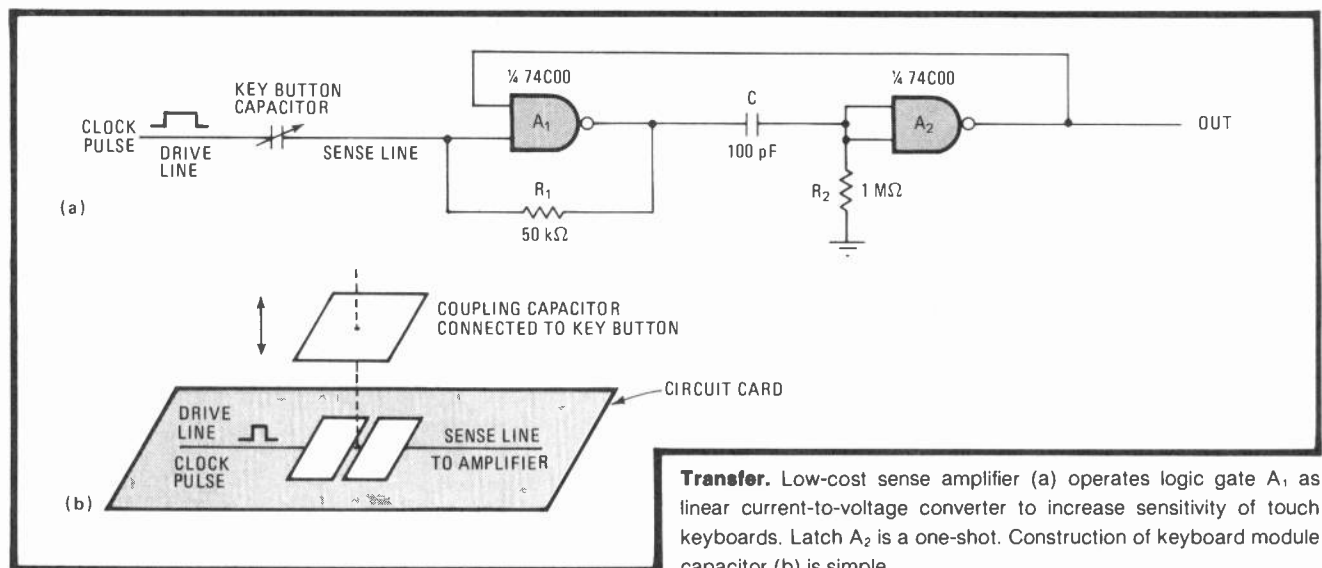 ¼ 74C00
¼ 74C00
KEY BUTTON
CAPACITOR
CLOCK
PULSE
DRIVE
LINE
SENSE LINE
A₁
C
100 pF
A₂
OUT
R₁
50 kΩ
R₂
1 MΩ
(a)
COUPLING CAPACITOR
CONNECTED TO KEY BUTTON
CIRCUIT CARD
DRIVE
LINE
CLOCK
PULSE
SENSE LINE
TO AMPLIFIER
(b)
Transfer. Low-cost sense amplifier (a) operates logic gate A₁ as
linear current-to-voltage converter to increase sensitivity of touch
keyboards. Latch A₂ is a one-shot. Construction of keyboard module
capacitor (b) is simple.